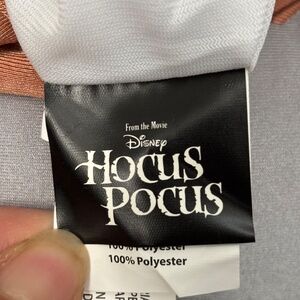 From the Movie
Disney
HOCUS
POCUS
100% Polyester
100% Polyester